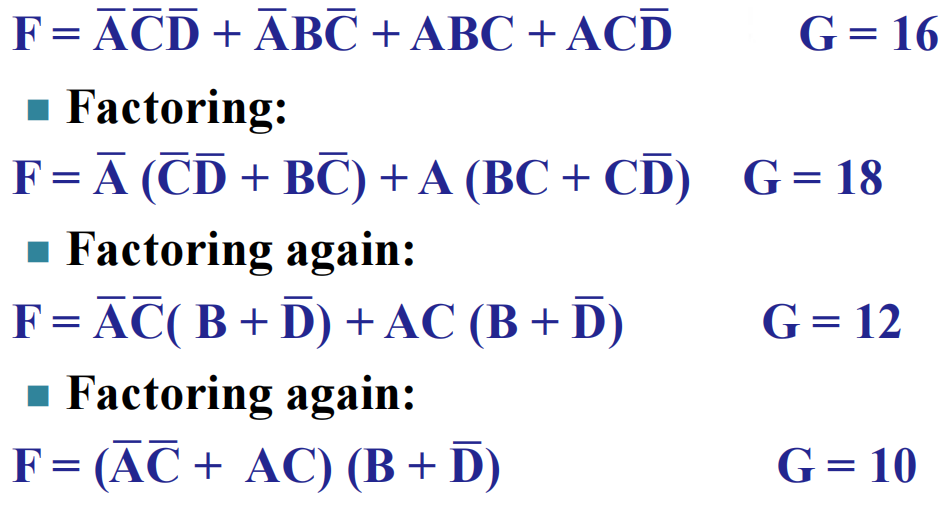 F = A̅C̅D̅ + A̅BC̅ + ABC + ACD̅ G = 16
■ Factoring:
F = A̅ (C̅D̅ + BC̅) + A (BC + CD̅) G = 18
■ Factoring again:
F = A̅C̅( B + D̅) + AC (B + D̅) G = 12
■ Factoring again:
F = (A̅C̅ + AC) (B + D̅) G = 10